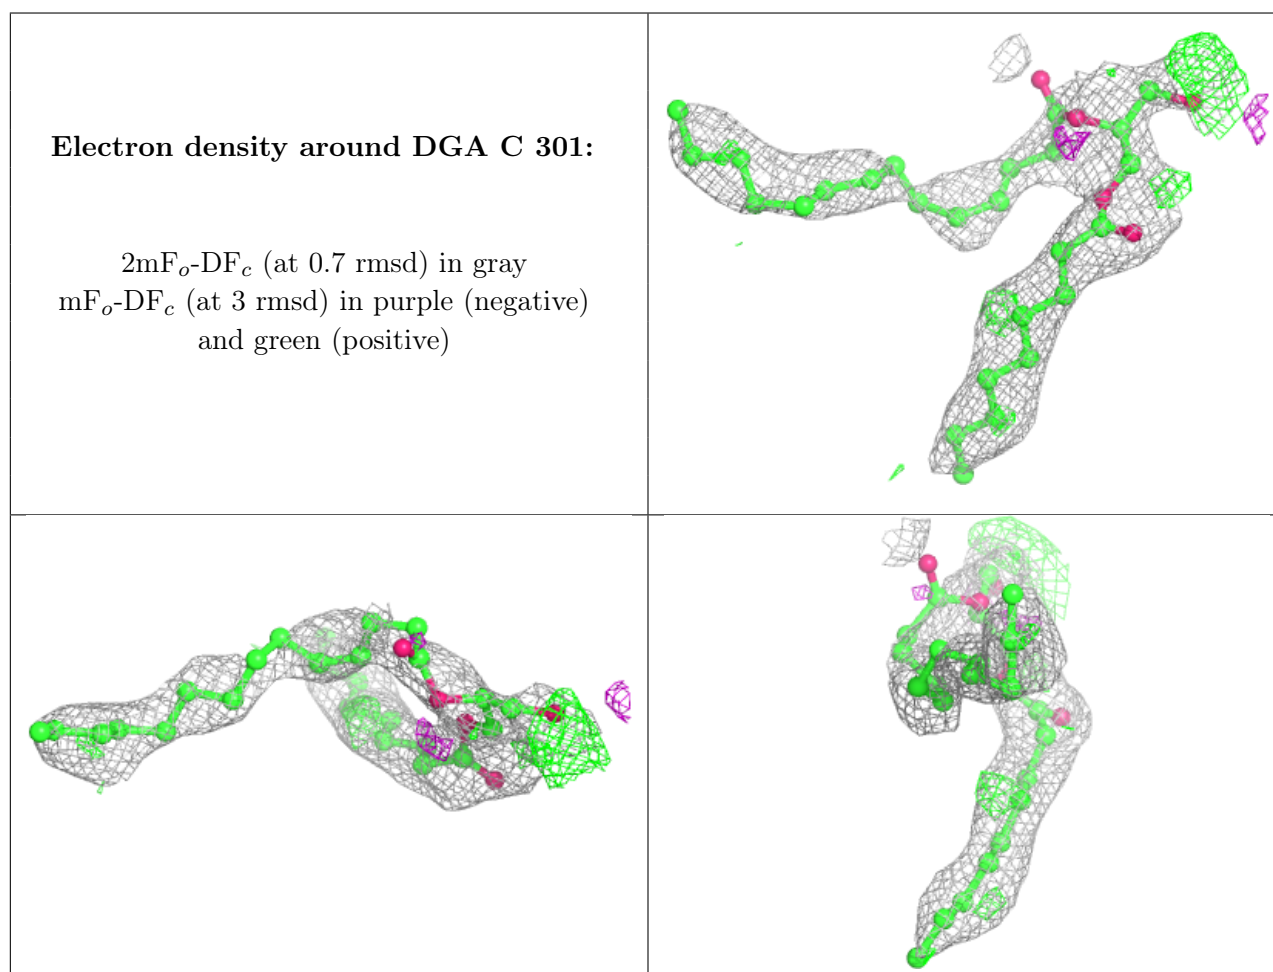 Electron density around DGA C 301:
2mFo-DFc (at 0.7 rmsd) in gray
mFo-DFc (at 3 rmsd) in purple (negative)
and green (positive)